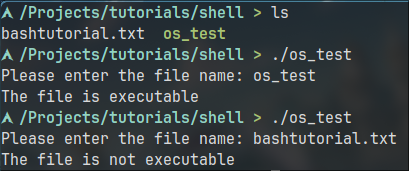 /Projects/tutorials/shell > ls
bashtutorial.txt os_test
/Projects/tutorials/shell > ./os_test
Please enter the file name: os_test
The file is executable
/Projects/tutorials/shell > ./os_test
Please enter the file name: bashtutorial.txt
The file is not executable